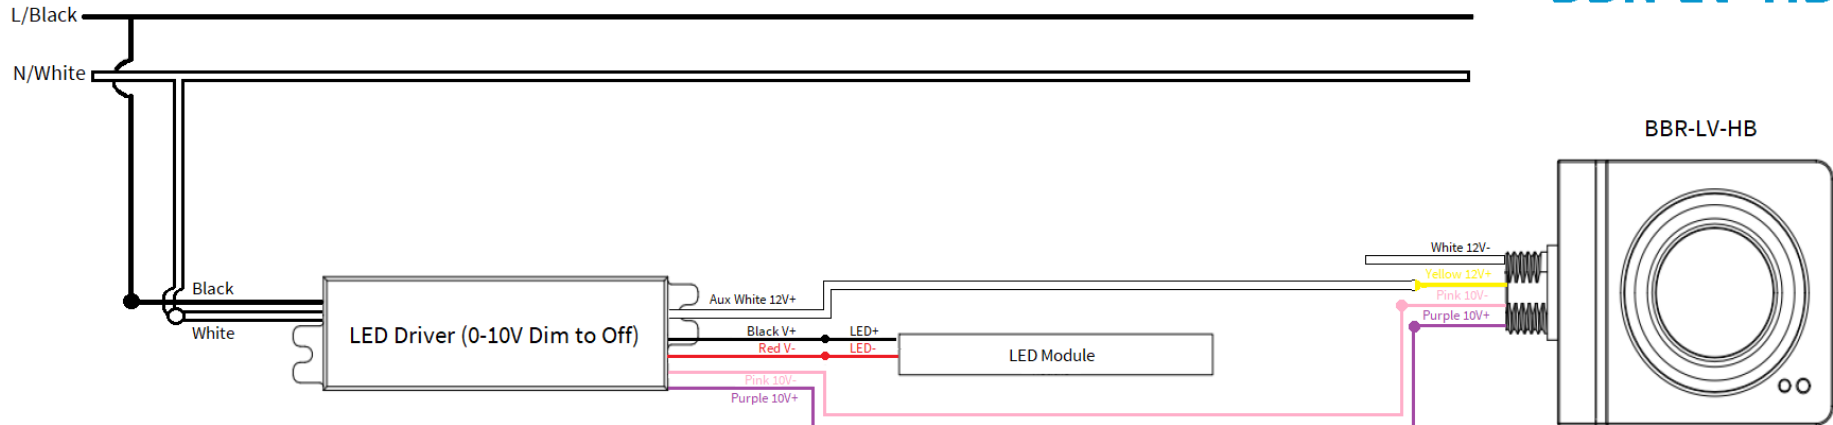 L/Black
N/White
BBR-LV-HB
White 12V-
Yellow 12V+
Pink 10V-
Purple 10V+
Black
White
LED Driver (0-10V Dim to Off)
Aux White 12V+
Black V+ LED+
Red V- LED-
Pink 10V-
Purple 10V+
LED Module